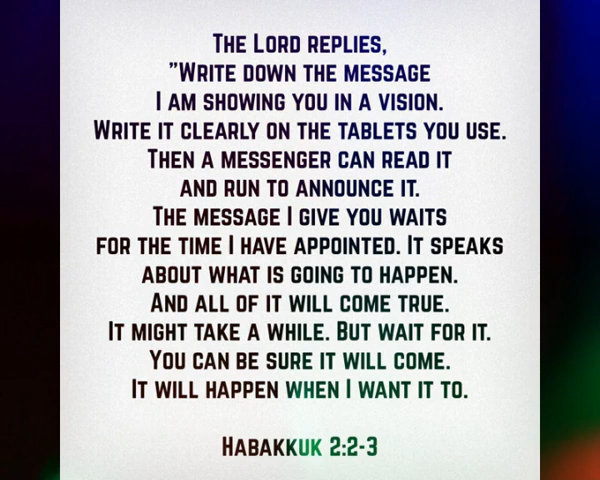 The Lord replies,
"Write down the message
I am showing you in a vision.
Write it clearly on the tablets you use.
Then a messenger can read it
and run to announce it.
The message I give you waits
for the time I have appointed. It speaks
about what is going to happen.
And all of it will come true.
It might take a while. But wait for it.
You can be sure it will come.
It will happen when I want it to.
Habakkuk 2:2-3